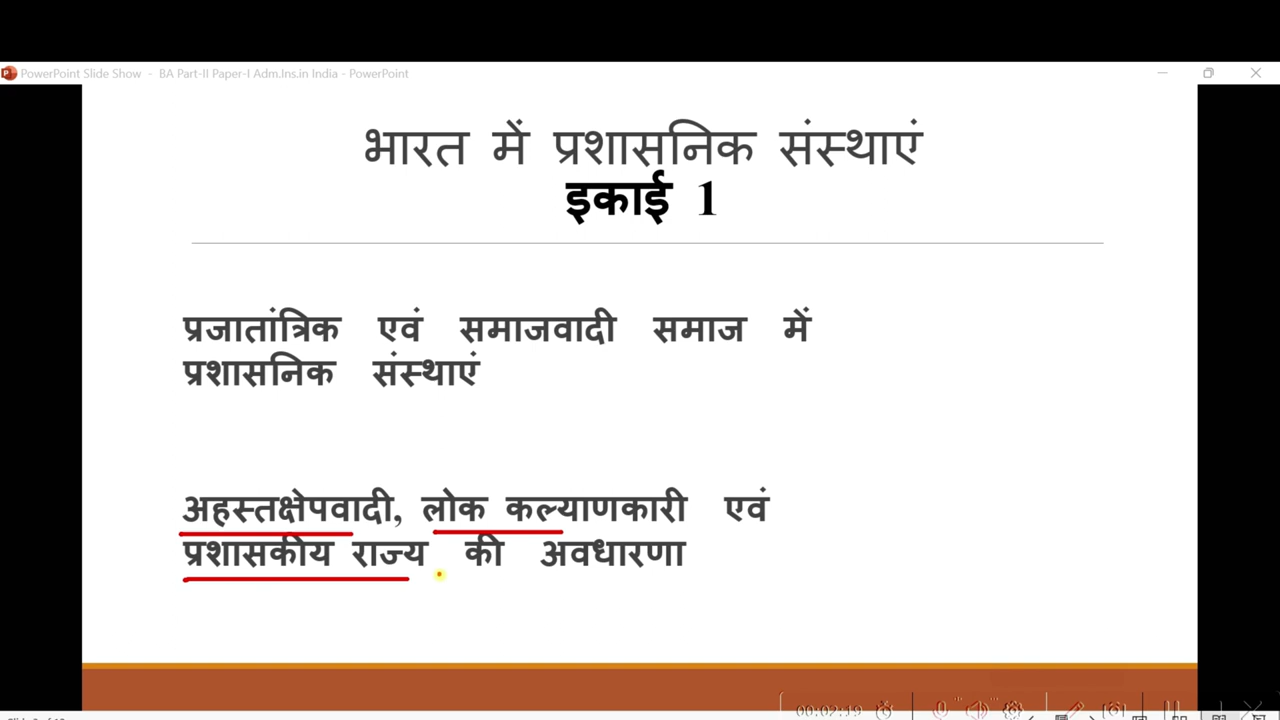 PowerPoint Slide Show - BA Part-II Paper-I Adm.Ins.in India - PowerPoint
भारत में प्रशासनिक संस्थाएं
इकाई 1
प्रजातांत्रिक एवं समाजवादी समाज में
प्रशासनिक संस्थाएं
अहस्तक्षेपवादी, लोक कल्याणकारी एवं
प्रशासकीय राज्य की अवधारणा
00:02:19